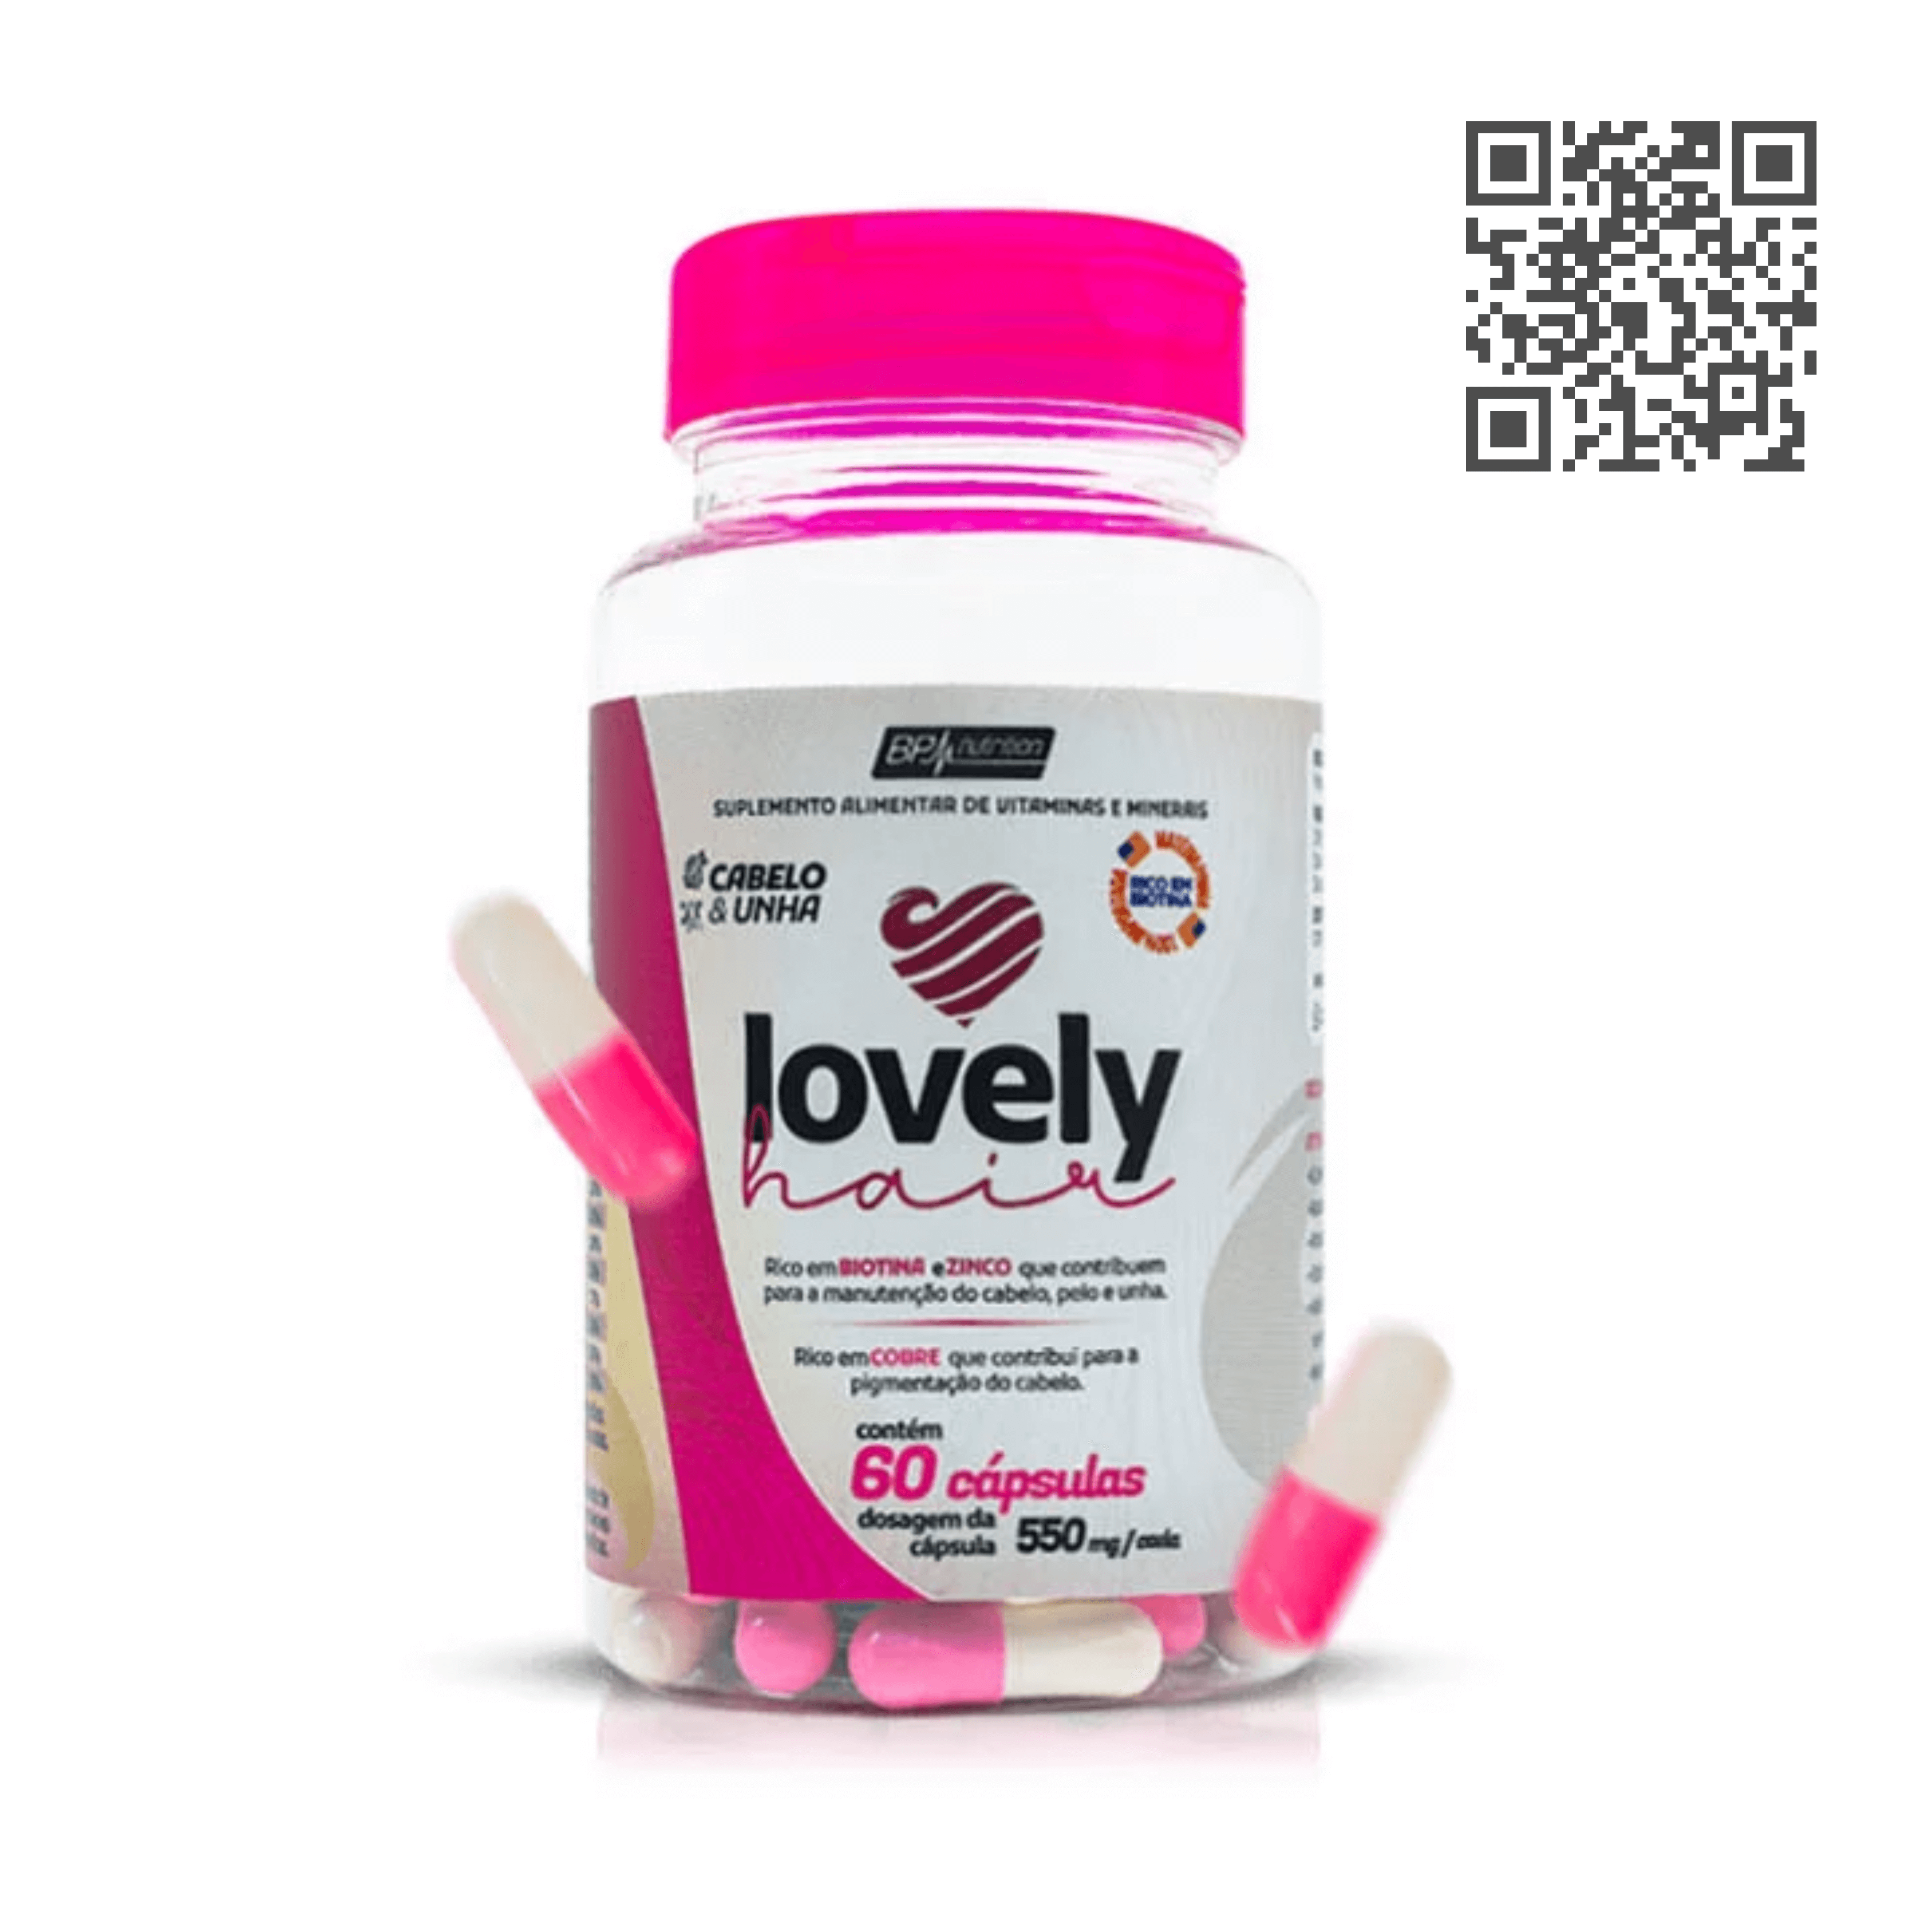 BP nutrition
SUPLEMENTO ALIMENTAR DE VITAMINAS E MINERAIS
CABELO
& UNHA
RICO EM
BIOTINA
lovely
hair
Rico em BIOTINA e ZINCO que contribuem
para a manutenção do cabelo, pelo e unha.
Rico em COBRE que contribui para a
pigmentação do cabelo.
contém
60 cápsulas
dosagem da
cápsula 550 mg/cada